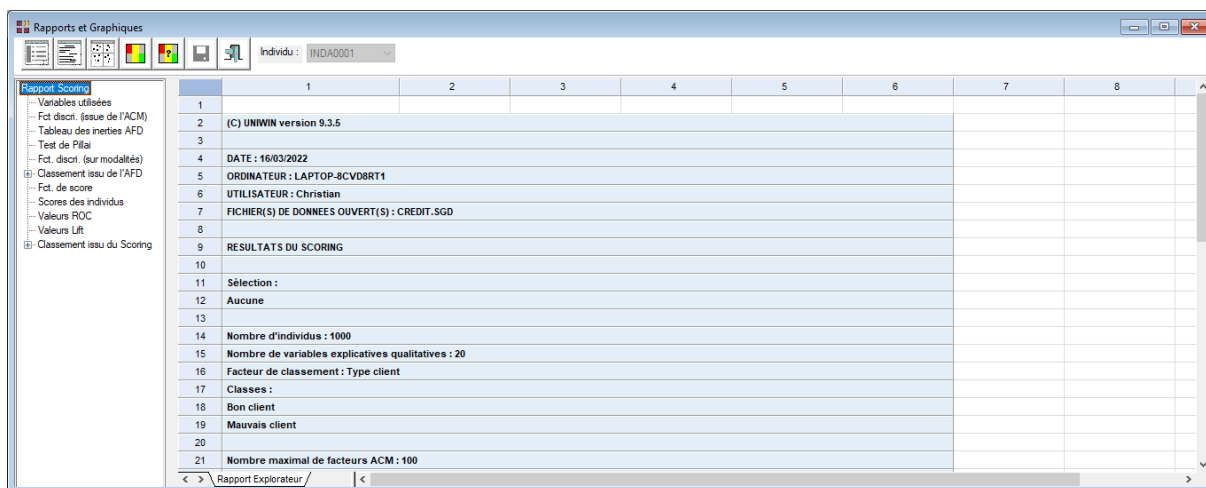 Rapports et Graphiques
Individu : INDA0001
Rapport Scoring
Variables utilisées
Fct discri. (issue de l'ACM)
Tableau des inerties AFD
Test de Pillai
Fct. discri. (sur modalités)
Classement issu de l'AFD
Fct. de score
Scores des individus
Valeurs ROC
Valeurs Lift
Classement issu du Scoring
1 2 3 4 5 6 7 8
1
2 (C) UNIWIN version 9.3.5
3
4 DATE : 16/03/2022
5 ORDINATEUR : LAPTOP-8CVD8RT1
6 UTILISATEUR : Christian
7 FICHIER(S) DE DONNEES OUVERT(S) : CREDIT.SGD
8
9 RESULTATS DU SCORING
10
11 Sélection :
12 Aucune
13
14 Nombre d'individus : 1000
15 Nombre de variables explicatives qualitatives : 20
16 Facteur de classement : Type client
17 Classes :
18 Bon client
19 Mauvais client
20
21 Nombre maximal de facteurs ACM : 100
Rapport Explorateur